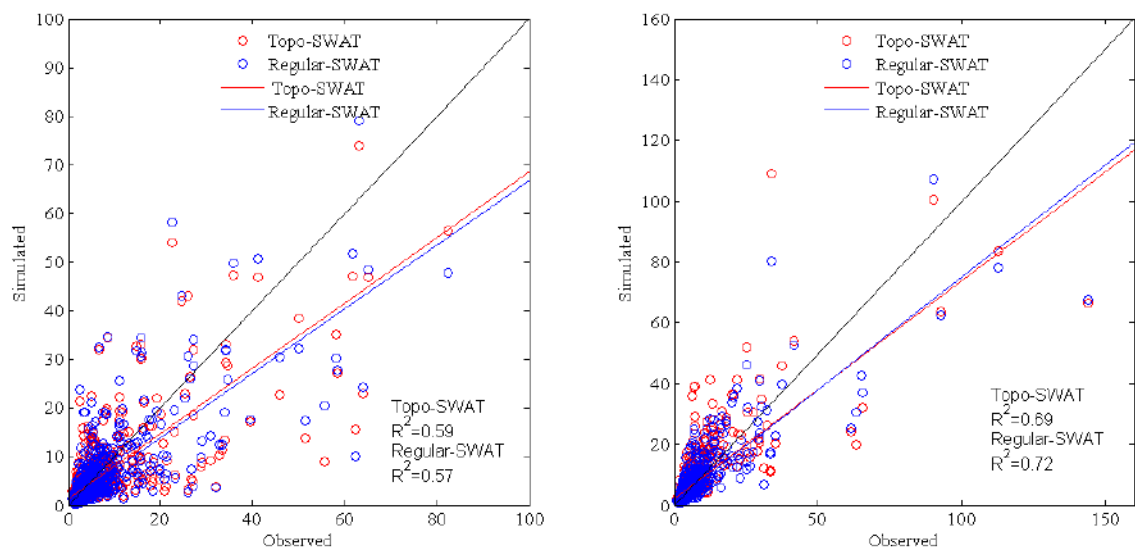 100
90
80
70
60
50
40
30
20
10
0
Simulated
Topo-SWAT
Regular-SWAT
Topo-SWAT
Regular-SWAT
Topo-SWAT
R²=0.59
Regular-SWAT
R²=0.57
0 20 40 60 80 100
Observed
160
140
120
100
80
60
40
20
0
Simulated
Topo-SWAT
Regular-SWAT
Topo-SWAT
Regular-SWAT
Topo-SWAT
R²=0.69
Regular-SWAT
R²=0.72
0 50 100 150
Observed